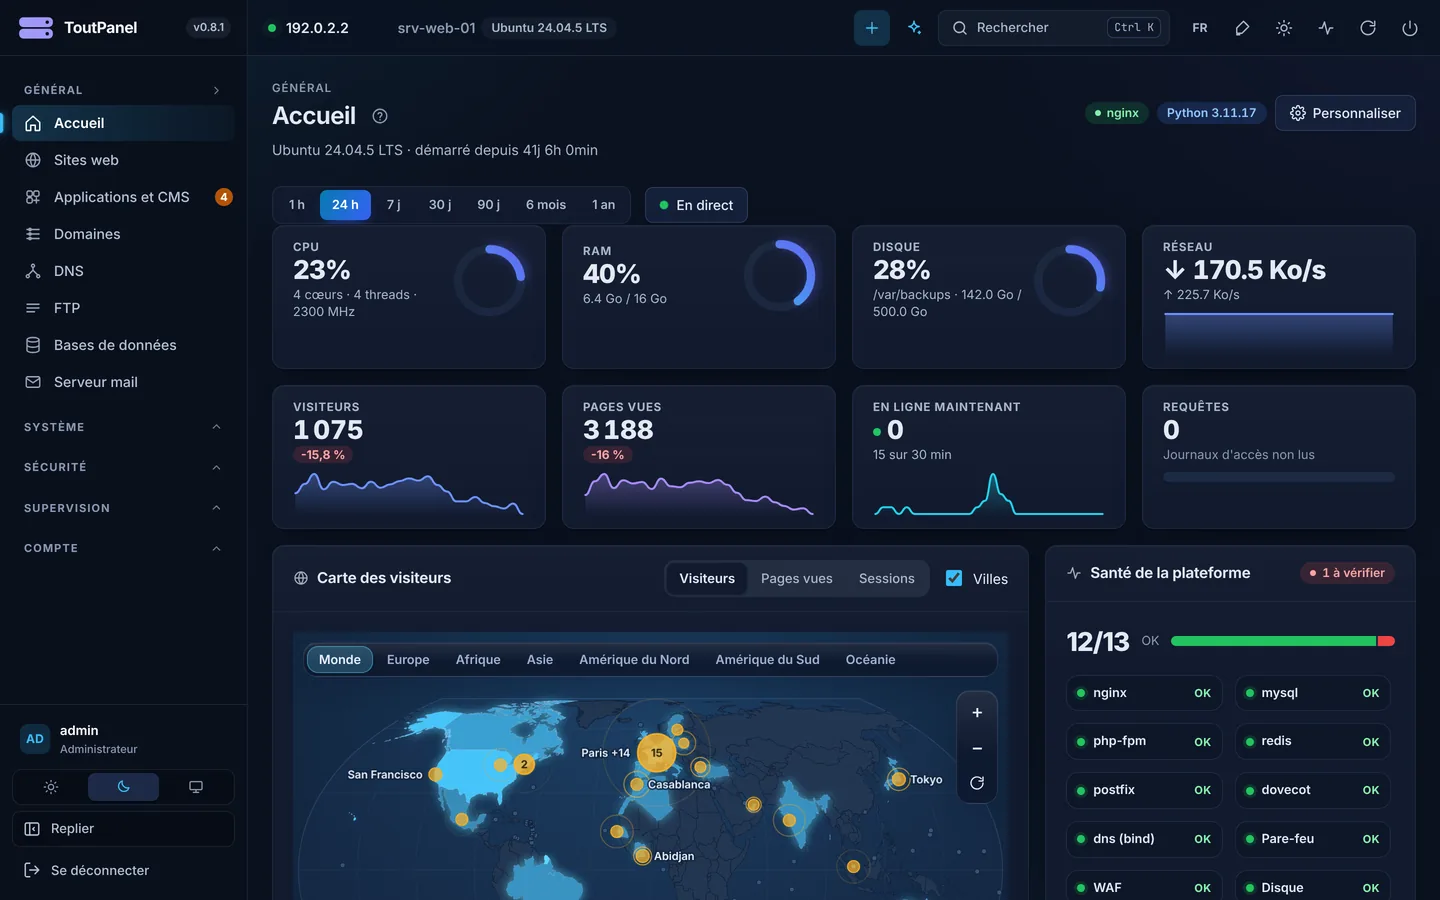 ToutPanel
v0.8.1
192.0.2.2
srv-web-01
Ubuntu 24.04.5 LTS
Rechercher
Ctrl K
FR
GÉNÉRAL
Accueil
Sites web
Applications et CMS
4
Domaines
DNS
FTP
Bases de données
Serveur mail
SYSTÈME
SÉCURITÉ
SUPERVISION
COMPTE
AD
admin
Administrateur
Replier
Se déconnecter
GÉNÉRAL
Accueil
Ubuntu 24.04.5 LTS · démarré depuis 41j 6h 0min
nginx
Python 3.11.17
Personnaliser
1 h
24 h
7 j
30 j
90 j
6 mois
1 an
En direct
CPU
23%
4 cœurs · 4 threads ·
2300 MHz
RAM
40%
6.4 Go / 16 Go
DISQUE
28%
/var/backups · 142.0 Go /
500.0 Go
RÉSEAU
↓ 170.5 Ko/s
↑ 225.7 Ko/s
VISITEURS
1 075
-15,8 %
PAGES VUES
3 188
-16 %
EN LIGNE MAINTENANT
0
15 sur 30 min
REQUÊTES
0
Journaux d'accès non lus
Carte des visiteurs
Visiteurs
Pages vues
Sessions
Villes
Monde
Europe
Afrique
Asie
Amérique du Nord
Amérique du Sud
Océanie
San Francisco
2
Paris +14
15
Casablanca
Tokyo
Abidjan
Santé de la plateforme
1 à vérifier
12/13
OK
nginx
OK
mysql
OK
php-fpm
OK
redis
OK
postfix
OK
dovecot
OK
dns (bind)
OK
Pare-feu
OK
WAF
OK
Disque
OK